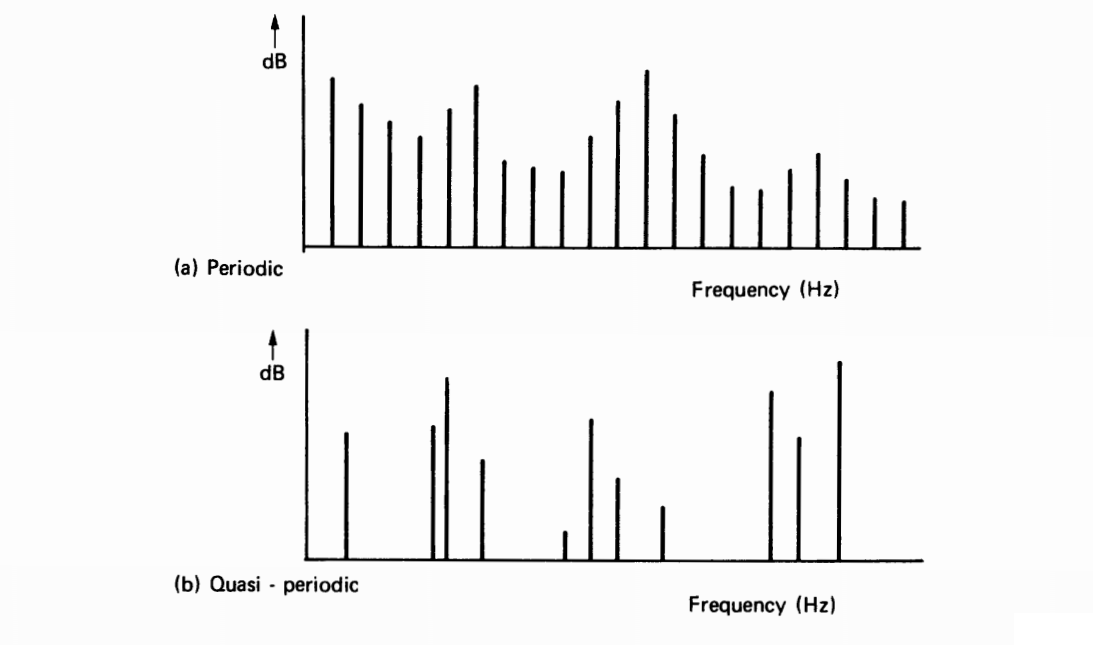 dB
(a) Periodic
Frequency (Hz)
dB
(b) Quasi - periodic
Frequency (Hz)